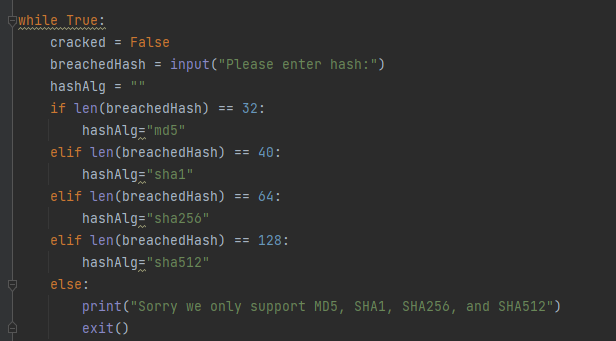 while True:
    cracked = False
    breachedHash = input("Please enter hash:")
    hashAlg = ""
    if len(breachedHash) == 32:
        hashAlg="md5"
    elif len(breachedHash) == 40:
        hashAlg="sha1"
    elif len(breachedHash) == 64:
        hashAlg="sha256"
    elif len(breachedHash) == 128:
        hashAlg="sha512"
    else:
        print("Sorry we only support MD5, SHA1, SHA256, and SHA512")
        exit()